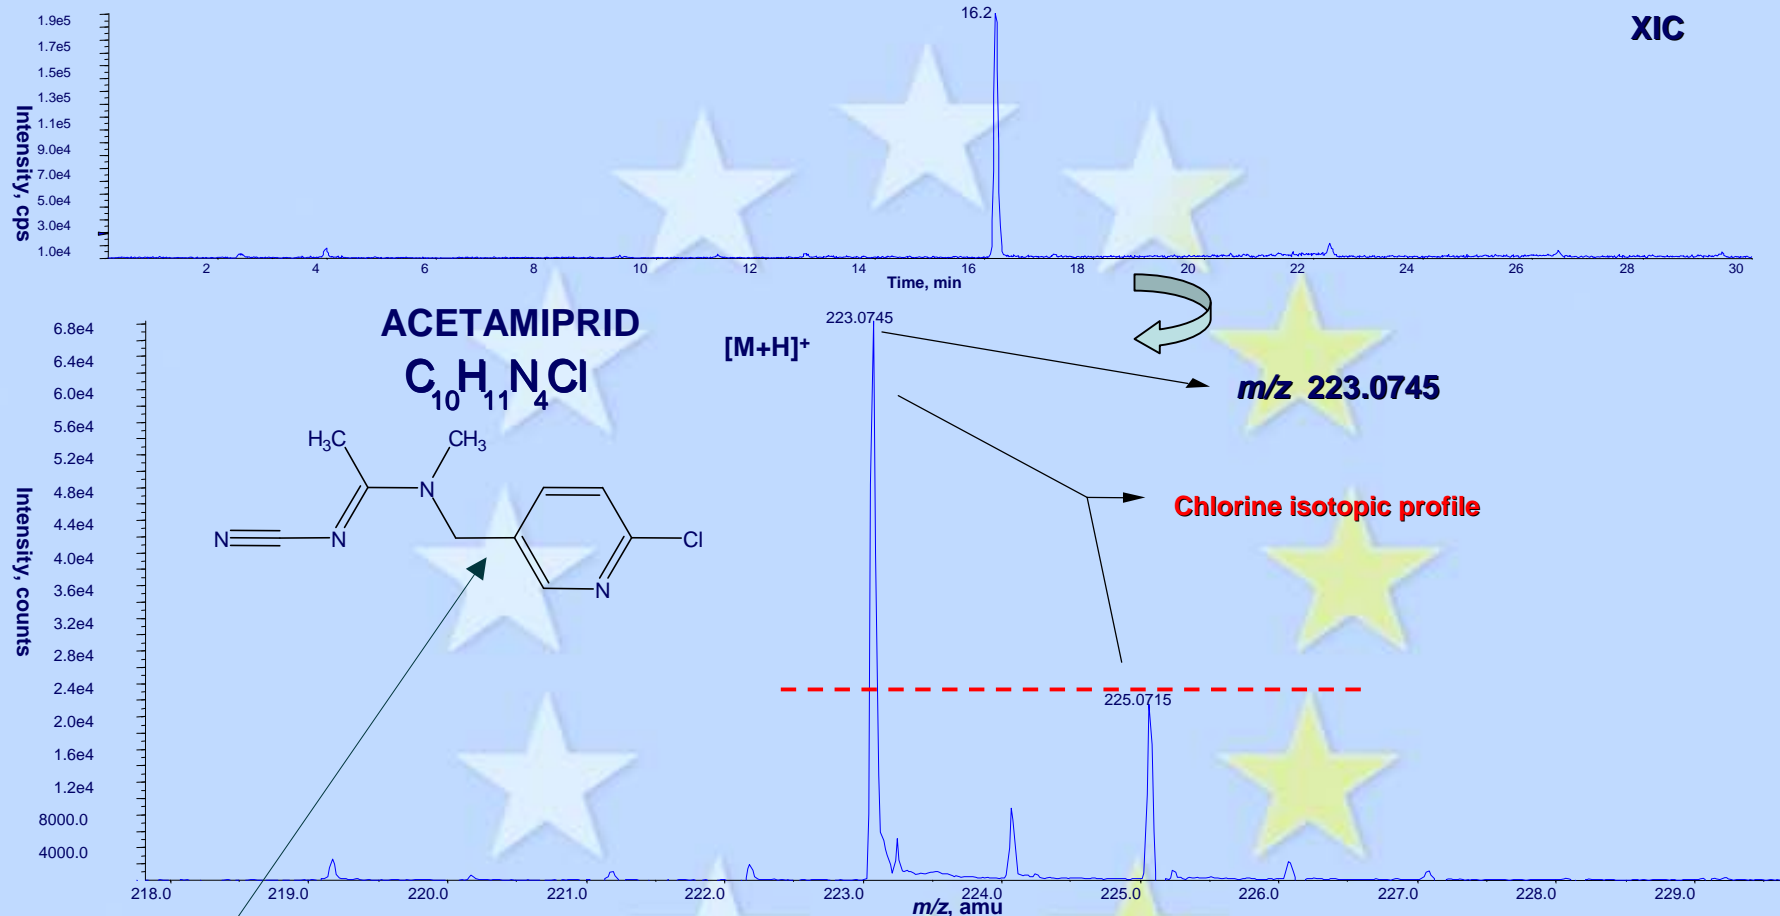 XIC
Intensity, cps
1.9e5
1.7e5
1.5e5
1.3e5
1.1e5
9.0e4
7.0e4
5.0e4
3.0e4
1.0e4
16.2
2 4 6 8 10 12 14 16 18 20 22 24 26 28 30
Time, min
ACETAMIPRID
C10H11N4Cl
[M+H]+
223.0745
m/z 223.0745
Chlorine isotopic profile
225.0715
H3C
CH3
N
N
N
Cl
N
Intensity, counts
6.8e4
6.4e4
6.0e4
5.6e4
5.2e4
4.8e4
4.4e4
4.0e4
3.6e4
3.2e4
2.8e4
2.4e4
2.0e4
1.6e4
1.2e4
8000.0
4000.0
218.0 219.0 220.0 221.0 222.0 223.0 224.0 225.0 226.0 227.0 228.0 229.0
m/z, amu